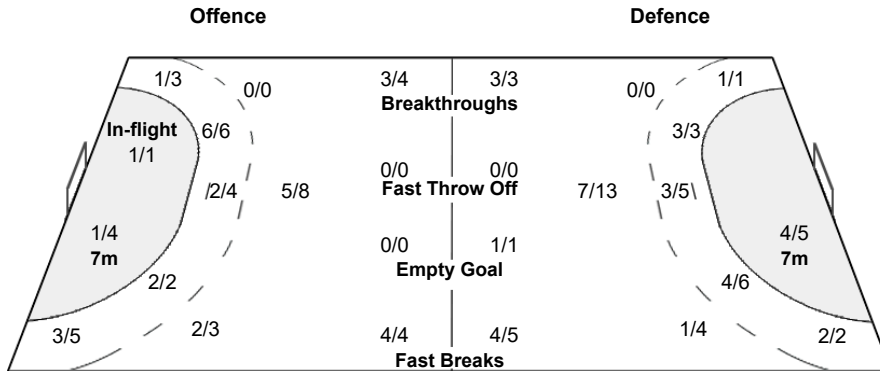 Offence Defence
1/3 0/0 3/4 3/3 0/0 1/1
Breakthroughs
In-flight 6/6 3/3
1/1
0/0 0/0
2/4 5/8 Fast Throw Off 7/13 3/5
1/4 4/5
7m 0/0 1/1 7m
Empty Goal
2/2 4/6
3/5 2/3 4/4 4/5 1/4 2/2
Fast Breaks